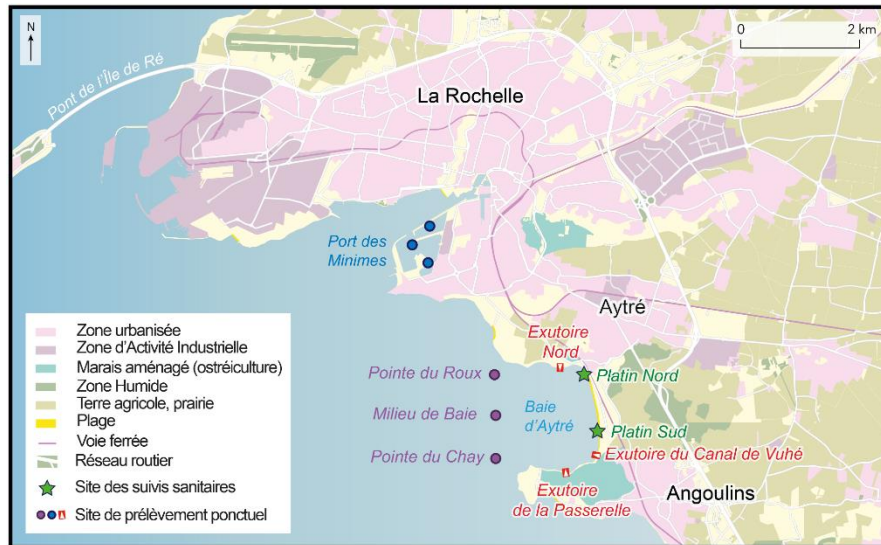 N
0 2 km
Pont de l'Île de Ré
La Rochelle
Port des
Minimes
Aytré
Exutoire
Nord
Pointe du Roux
Platin Nord
Milieu de Baie
Baie
d'Aytré
Platin Sud
Pointe du Chay
Exutoire du Canal de Vuhé
Exutoire
de la Passerelle
Angoulins
Zone urbanisée
Zone d'Activité Industrielle
Marais aménagé (ostréiculture)
Zone Humide
Terre agricole, prairie
Plage
Voie ferrée
Réseau routier
Site des suivis sanitaires
Site de prélèvement ponctuel